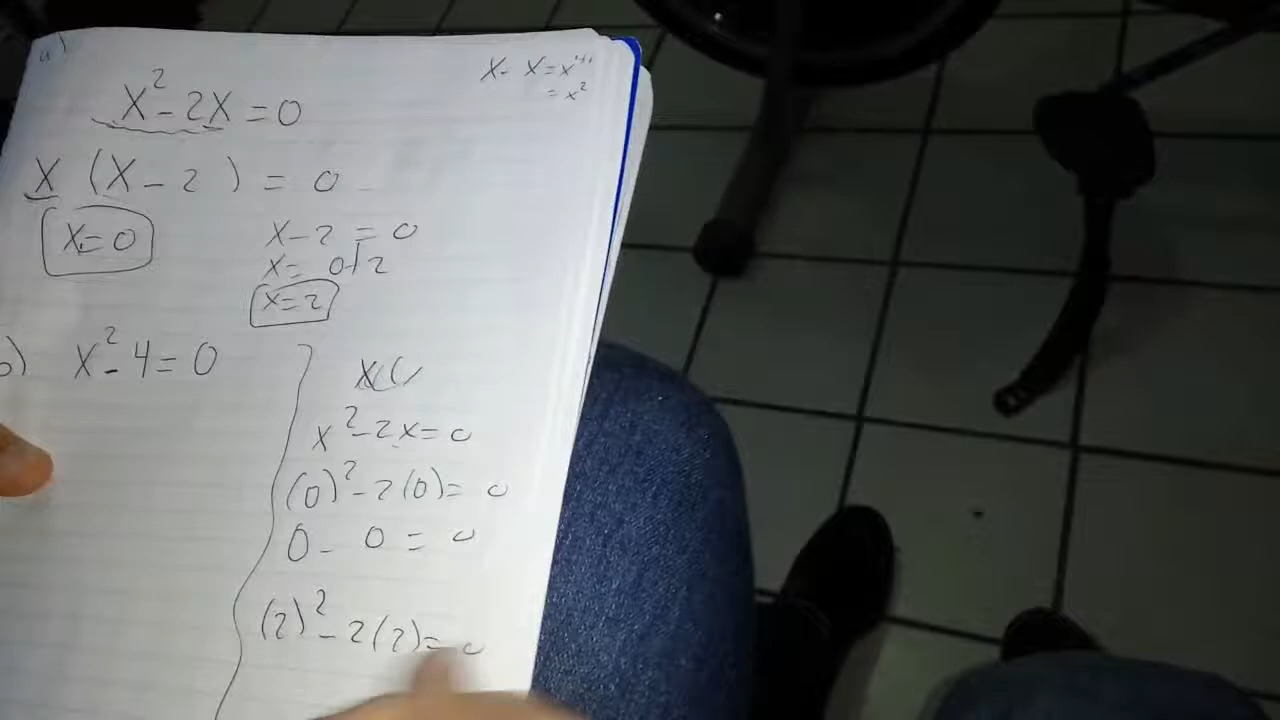 a)
x² - 2x = 0
x · x = x¹⁺¹
= x²
x (x - 2) = 0
x = 0
x - 2 = 0
x = 0 + 2
x = 2
b) x² - 4 = 0
x² - 2x = 0
(0)² - 2(0) = 0
0 - 0 = 0
(2)² - 2(2) = 0